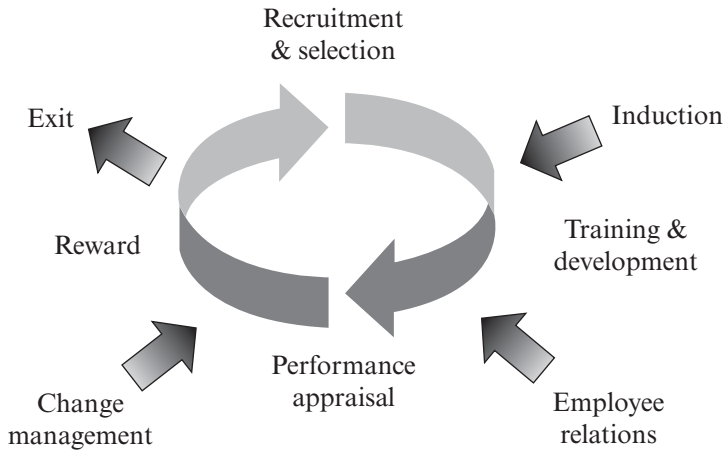 Recruitment
& selection
Exit
Induction
Reward
Training &
development
Performance
appraisal
Change
management
Employee
relations